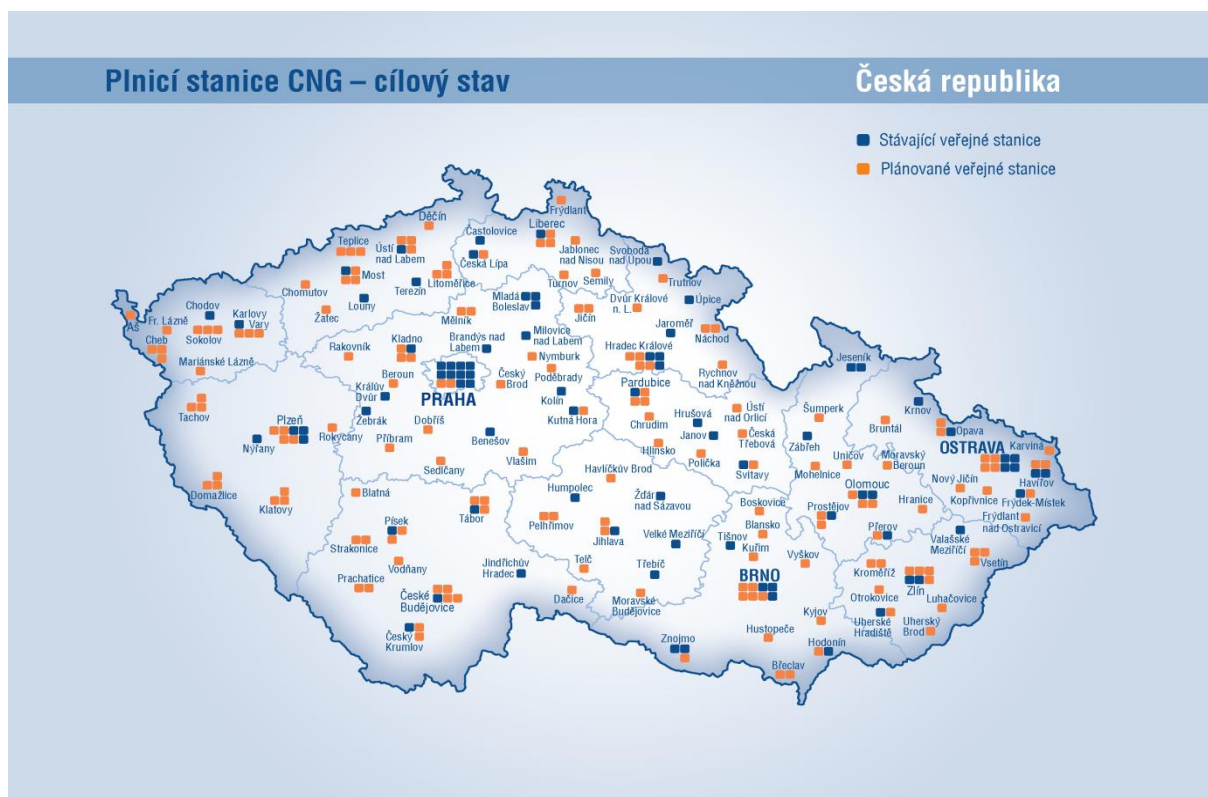 Plnicí stanice CNG – cílový stav
Česká republika
Stávající veřejné stanice
Plánované veřejné stanice
Frýdlant
Děčín
Liberec
Častolovice
Teplice
Ústí
nad Labem
Jablonec
nad Nisou
Svoboda
nad Úpou
Česká Lípa
Most
Litoměřice
Turnov
Semily
Trutnov
Chomutov
Terezín
Louny
Mladá
Boleslav
Dvůr Králové
n. L.
Úpice
Chodov
Karlovy
Vary
Žatec
Mělník
Jičín
Aš
Fr. Lázně
Sokolov
Cheb
Jaroměř
Milovice
nad Labem
Brandýs nad
Labem
Kladno
Rakovník
Hradec Králové
Náchod
Mariánské Lázně
Nymburk
Jeseník
Beroun
Český
Brod
Poděbrady
Rychnov
nad Kněžnou
Králův
Dvůr
PRAHA
Pardubice
Kolín
Krnov
Tachov
Žebrák
Kutná Hora
Chrudim
Hrušová
Ústí
nad Orlicí
Šumperk
Bruntál
Opava
Plzeň
Rokycany
Dobříš
Benešov
Janov
Česká
Třebová
Zábřeh
OSTRAVA
Karviná
Nýřany
Příbram
Vlašim
Hlinsko
Polička
Uničov
Moravský
Beroun
Sedlčany
Havlíčkův Brod
Svitavy
Mohelnice
Nový Jičín
Havířov
Domažlice
Klatovy
Blatná
Humpolec
Žďár
nad Sázavou
Olomouc
Hranice
Kopřivnice
Frýdek-Místek
Tábor
Boskovice
Prostějov
Frýdlant
nad Ostravicí
Písek
Pelhřimov
Jihlava
Velké Meziříčí
Tišnov
Blansko
Přerov
Valašské
Meziříčí
Strakonice
Kuřim
Vyškov
Vsetín
Vodňany
Jindřichův
Hradec
Telč
Třebíč
Kroměříž
Prachatice
BRNO
Zlín
České
Budějovice
Dačice
Moravské
Budějovice
Otrokovice
Luhačovice
Kyjov
Uherské
Hradiště
Uherský
Brod
Český
Krumlov
Hustopeče
Znojmo
Hodonín
Břeclav